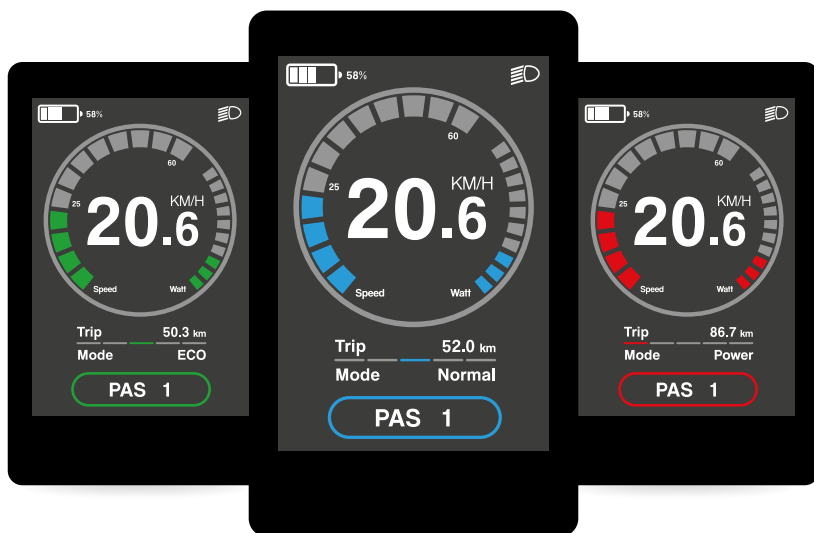 58%
60
25
KM/H
20.6
Speed Watt
Trip 50.3 km
Mode ECO
PAS 1
58%
60
25
KM/H
20.6
Speed Watt
Trip 52.0 km
Mode Normal
PAS 1
58%
60
25
KM/H
20.6
Speed Watt
Trip 86.7 km
Mode Power
PAS 1